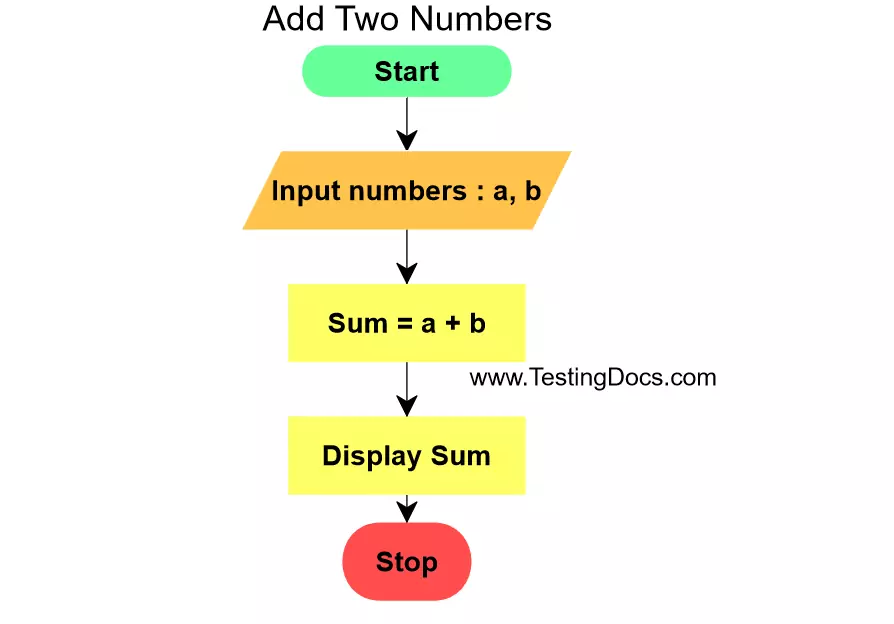 Add Two Numbers
Start
Input numbers : a, b
Sum = a + b
www.TestingDocs.com
Display Sum
Stop